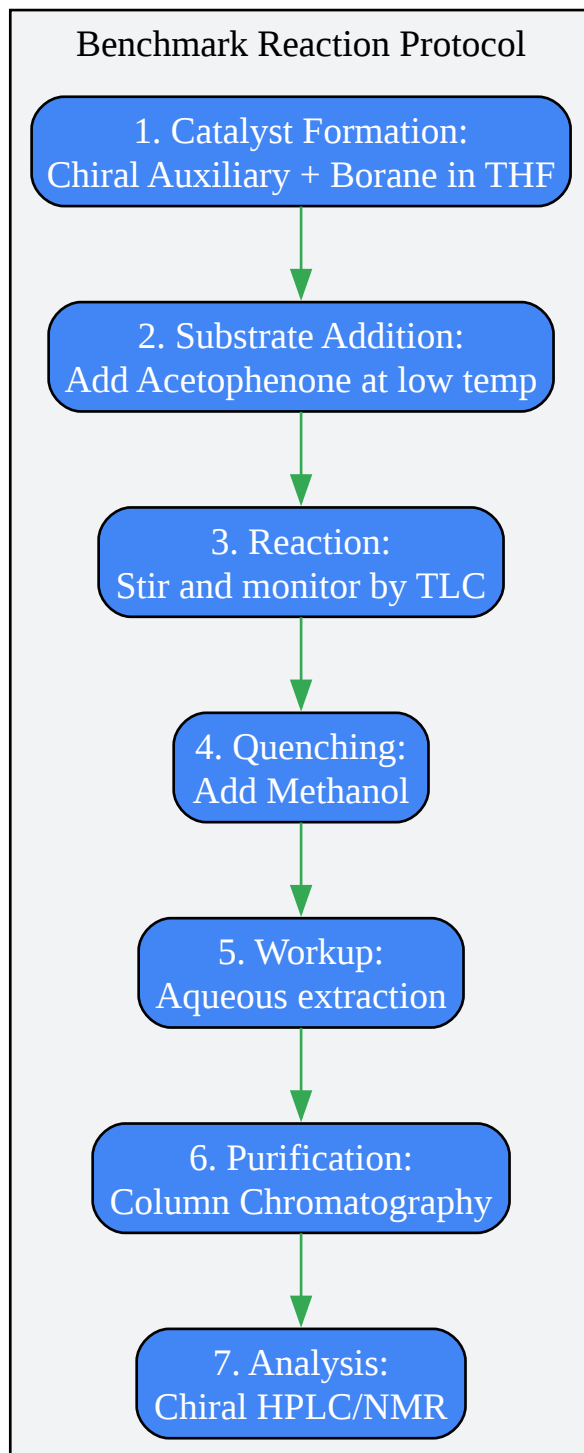 Benchmark Reaction Protocol
1. Catalyst Formation:
Chiral Auxiliary + Borane in THF
2. Substrate Addition:
Add Acetophenone at low temp
3. Reaction:
Stir and monitor by TLC
4. Quenching:
Add Methanol
5. Workup:
Aqueous extraction
6. Purification:
Column Chromatography
7. Analysis:
Chiral HPLC/NMR